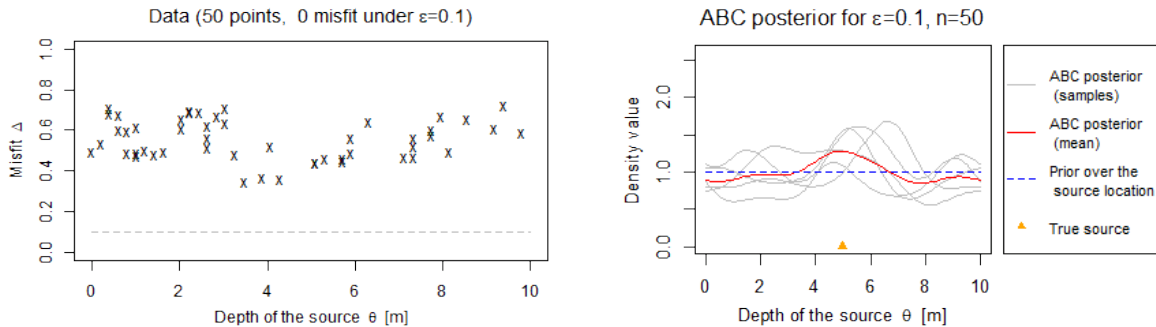 Data (50 points, 0 misfit under ε=0.1)
Misfit Δ
0.0 0.2 0.4 0.6 0.8 1.0
0 2 4 6 8 10
Depth of the source θ [m]
ABC posterior for ε=0.1, n=50
Density value
0.0 1.0 2.0
0 2 4 6 8 10
Depth of the source θ [m]
ABC posterior
(samples)
ABC posterior
(mean)
Prior over the
source location
True source